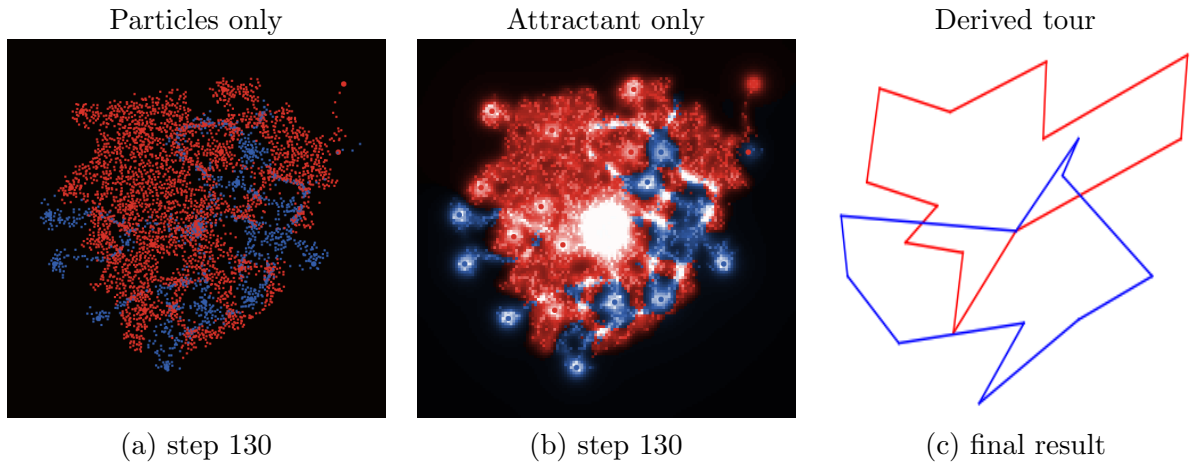 Particles only
Attractant only
Derived tour
(a) step 130
(b) step 130
(c) final result